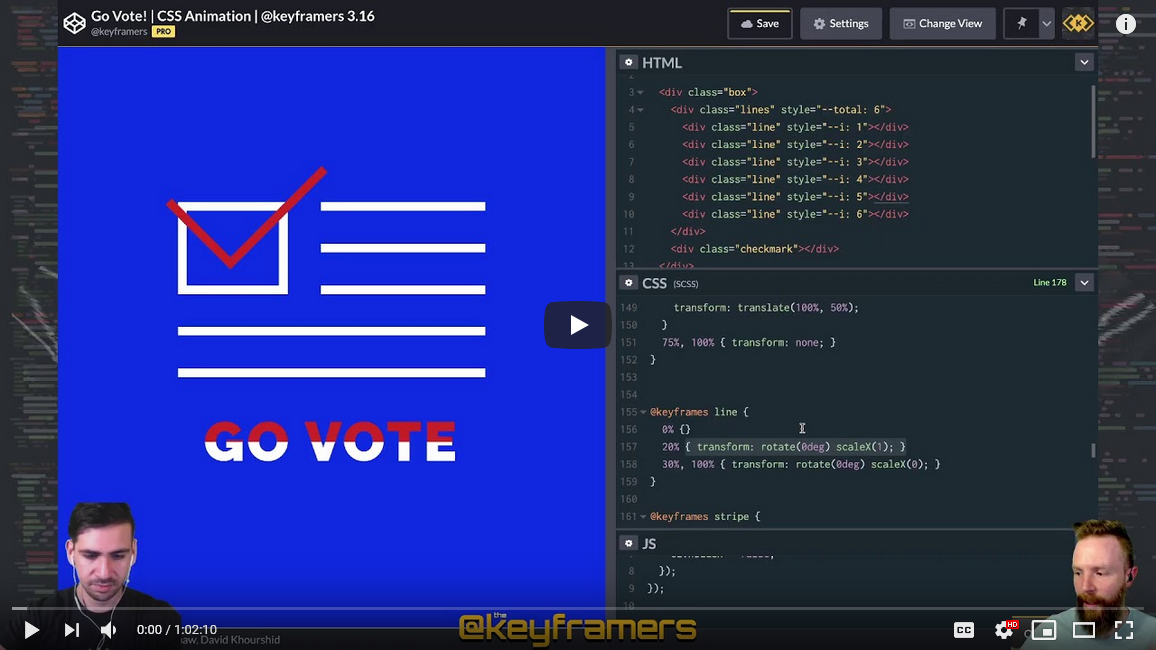 Go Vote! | CSS Animation | @keyframers 3.16
@keyframers PRO
Save
Settings
Change View
HTML
3 <div class="box">
4 <div class="lines" style="--total: 6">
5 <div class="line" style="--i: 1"></div>
6 <div class="line" style="--i: 2"></div>
7 <div class="line" style="--i: 3"></div>
8 <div class="line" style="--i: 4"></div>
9 <div class="line" style="--i: 5"></div>
10 <div class="line" style="--i: 6"></div>
11 </div>
12 <div class="checkmark"></div>
13 </div>
CSS (SCSS)
Line 178
149 transform: translate(100%, 50%);
150 }
151 75%, 100% { transform: none; }
152 }
153
154
155 @keyframes line {
156 0% {}
157 20% { transform: rotate(0deg) scaleX(1); }
158 30%, 100% { transform: rotate(0deg) scaleX(0); }
159 }
160
161 @keyframes stripe {
JS
8 });
9 });
10
GO VOTE
the
@keyframers
0:00 / 1:02:10
aw, David Khourshid
CC
HD